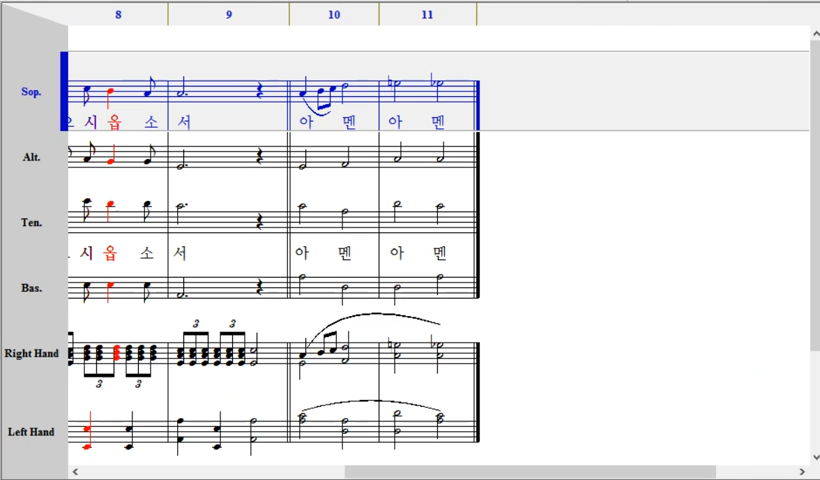 8 9 10 11
Sop.
시 옵 소 서 아 멘 아 멘
Alt.
Ten.
시 옵 소 서 아 멘 아 멘
Bas.
3 3
Right Hand
3 3
Left Hand